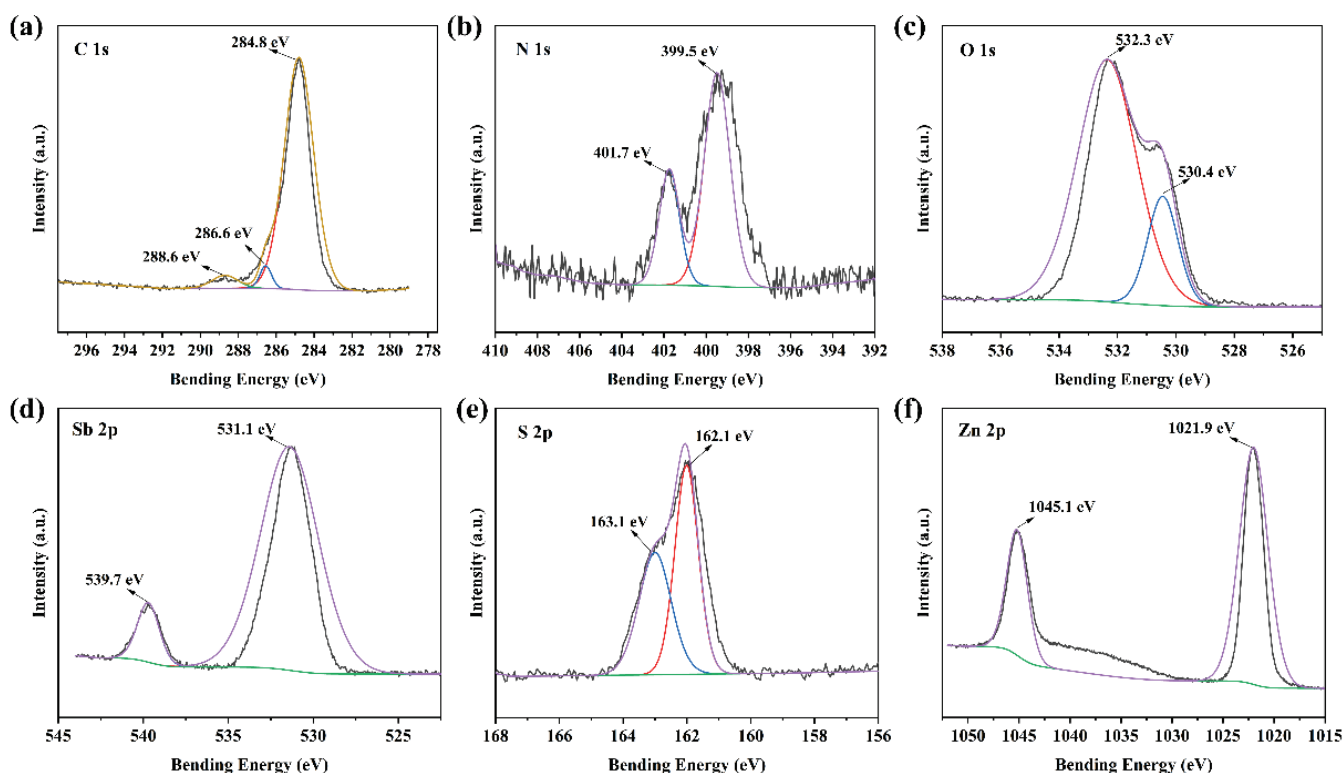 (a)
C 1s
284.8 eV
286.6 eV
288.6 eV
Intensity (a.u.)
296 294 292 290 288 286 284 282 280 278
Bending Energy (eV)
(b)
N 1s
399.5 eV
401.7 eV
Intensity (a.u.)
410 408 406 404 402 400 398 396 394 392
Bending Energy (eV)
(c)
O 1s
532.3 eV
530.4 eV
Intensity (a.u.)
538 536 534 532 530 528 526
Bending Energy (eV)
(d)
Sb 2p
531.1 eV
539.7 eV
Intensity (a.u.)
545 540 535 530 525
Bending Energy (eV)
(e)
S 2p
162.1 eV
163.1 eV
Intensity (a.u.)
168 166 164 162 160 158 156
Bending Energy (eV)
(f)
Zn 2p
1021.9 eV
1045.1 eV
Intensity (a.u.)
1050 1045 1040 1035 1030 1025 1020 1015
Bending Energy (eV)